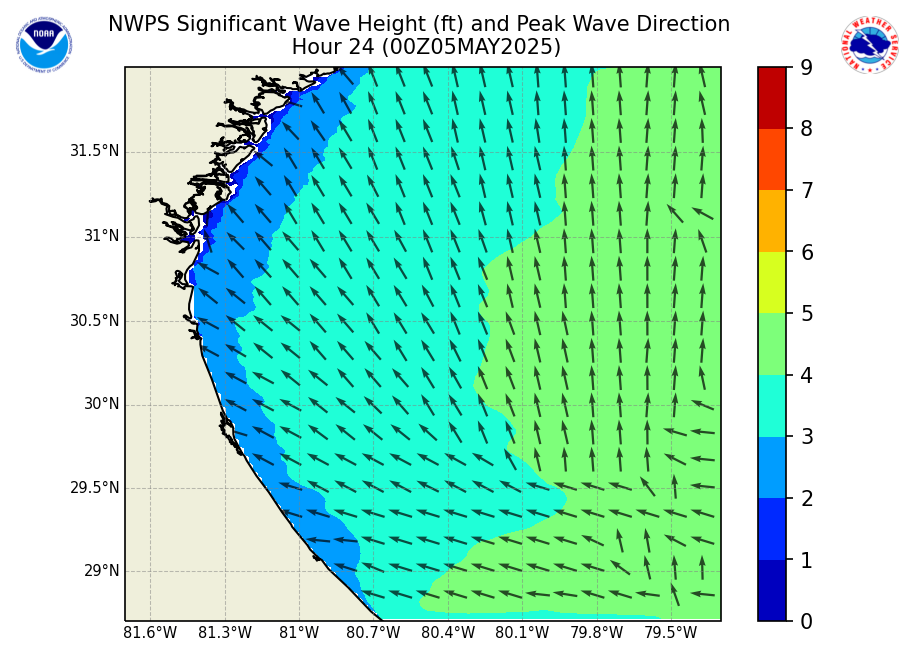 NWPS Significant Wave Height (ft) and Peak Wave Direction
Hour 24 (00Z05MAY2025)
NOAA
NATIONAL WEATHER SERVICE
31.5°N
31°N
30.5°N
30°N
29.5°N
29°N
81.6°W 81.3°W 81°W 80.7°W 80.4°W 80.1°W 79.8°W 79.5°W
9
8
7
6
5
4
3
2
1
0